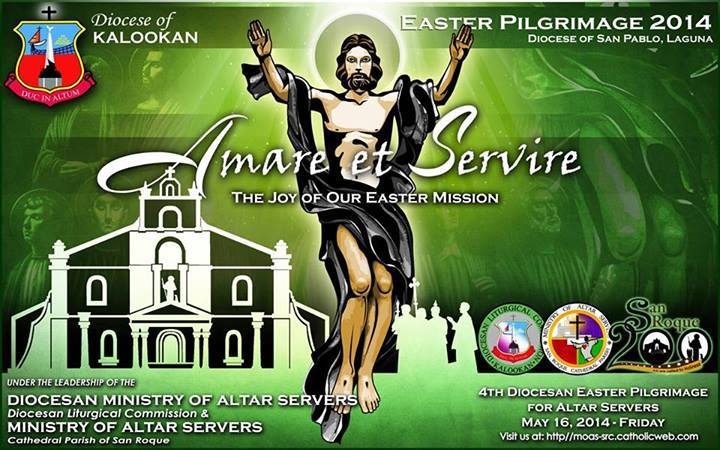 Diocese of
KALOOKAN
DUC IN ALTUM
EASTER PILGRIMAGE 2014
DIOCESE OF SAN PABLO, LAGUNA
Amare et Servire
THE JOY OF OUR EASTER MISSION
UNDER THE LEADERSHIP OF THE
DIOCESAN MINISTRY OF ALTAR SERVERS
Diocesan Liturgical Commission &
MINISTRY OF ALTAR SERVERS
Cathedral Parish of San Roque
San
Roque
200
4TH DIOCESAN EASTER PILGRIMAGE
FOR ALTAR SERVERS
MAY 16, 2014 - FRIDAY
Visit us at: http://moas-src.catholicweb.com